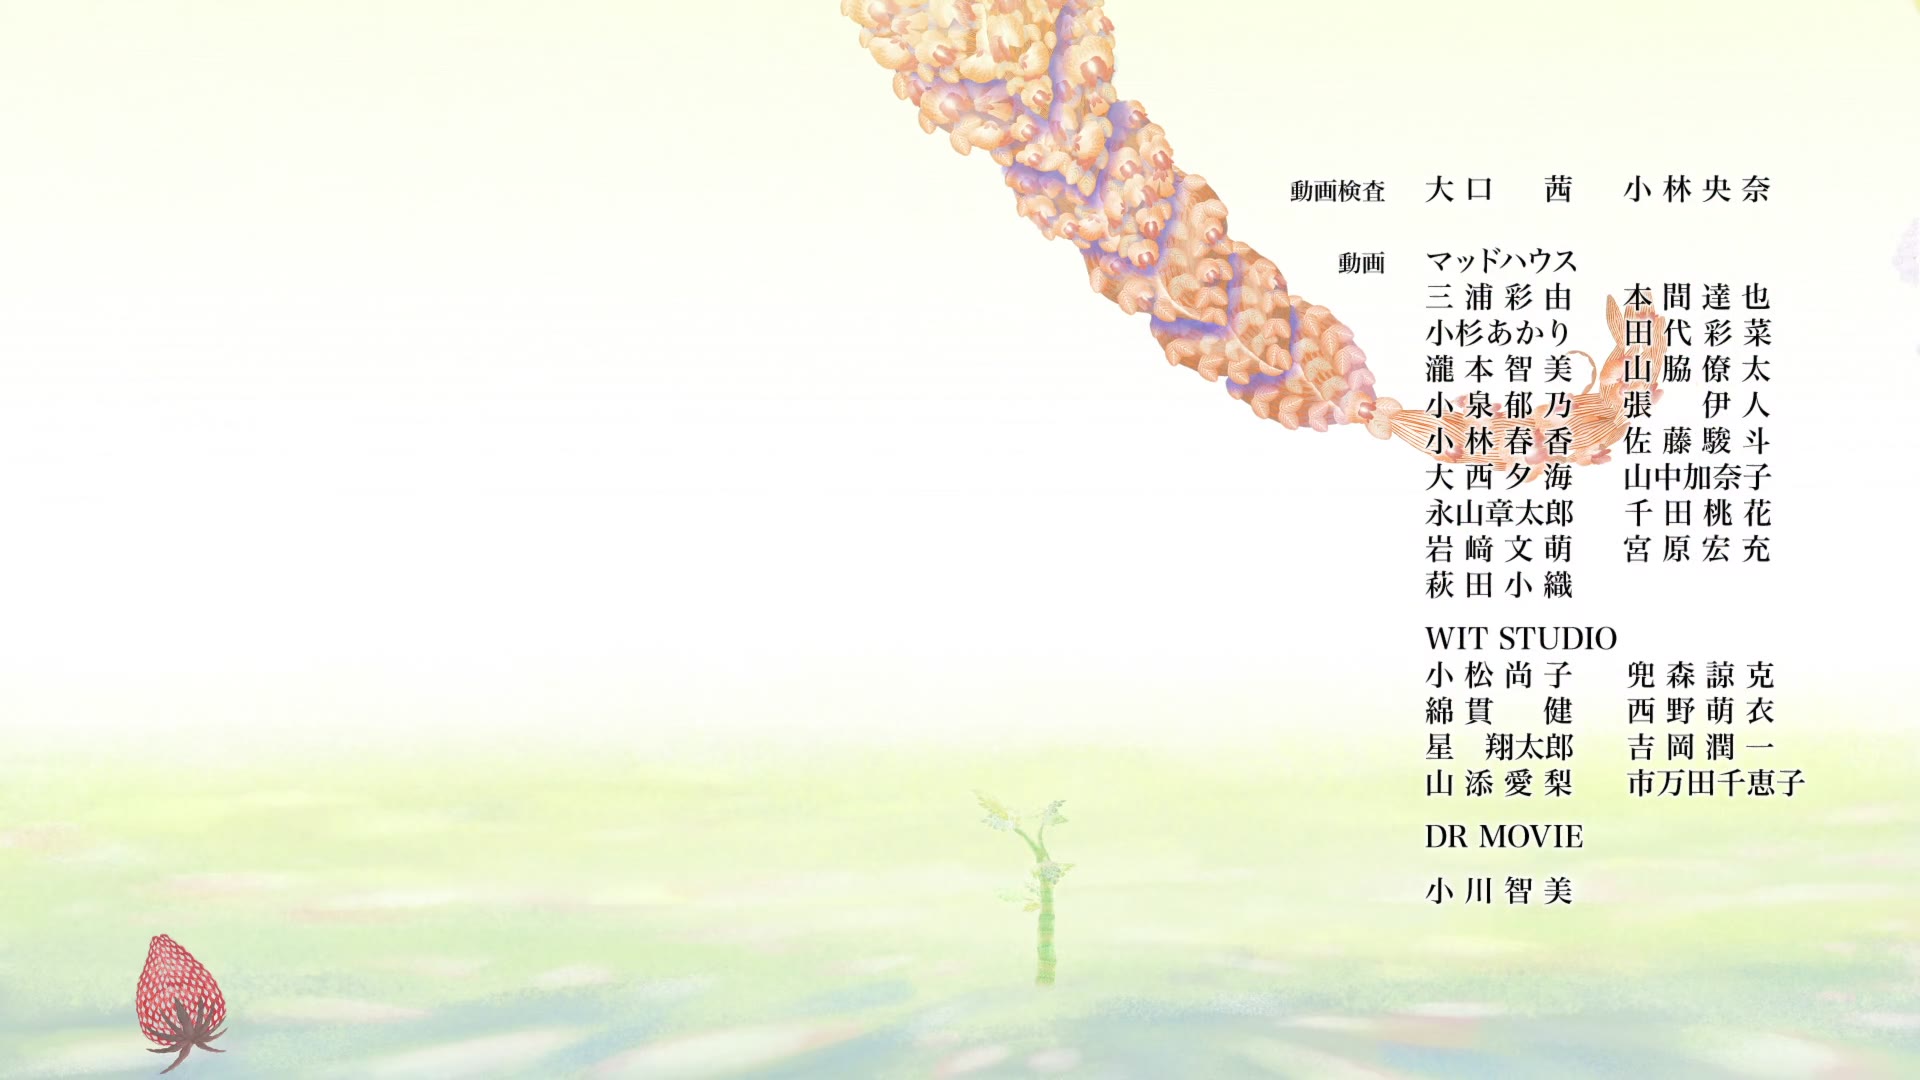 動画検査 大口 茜 小林央奈
動画 マッドハウス
三浦彩由 本間達也
小杉あかり 田代彩菜
瀧本智美 山脇僚太
小泉郁乃 張 伊人
小林春香 佐藤駿斗
大西夕海 山中加奈子
永山章太郎 千田桃花
岩﨑文萌 宮原宏充
萩田小織
WIT STUDIO
小松尚子 兜森諒克
綿貫 健 西野萌衣
星 翔太郎 吉岡潤一
山添愛梨 市万田千恵子
DR MOVIE
小川智美